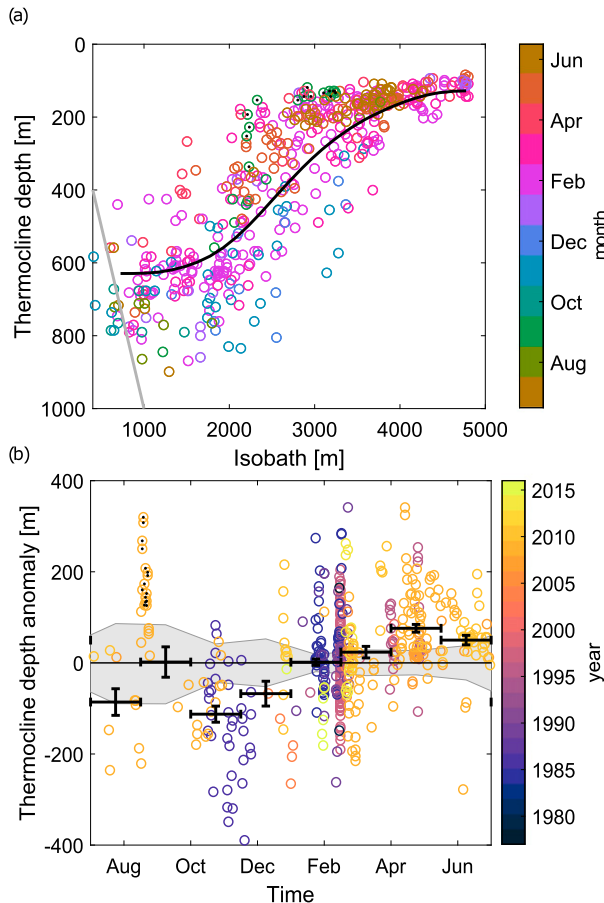 (a)
0
200
400
600
800
1000
Thermocline depth [m]
1000
2000
3000
4000
5000
Isobath [m]
Jun
Apr
Feb
Dec
Oct
Aug
month
(b)
400
200
0
-200
-400
Thermocline depth anomaly [m]
Aug
Oct
Dec
Feb
Apr
Jun
Time
2015
2010
2005
2000
1995
1990
1985
1980
year